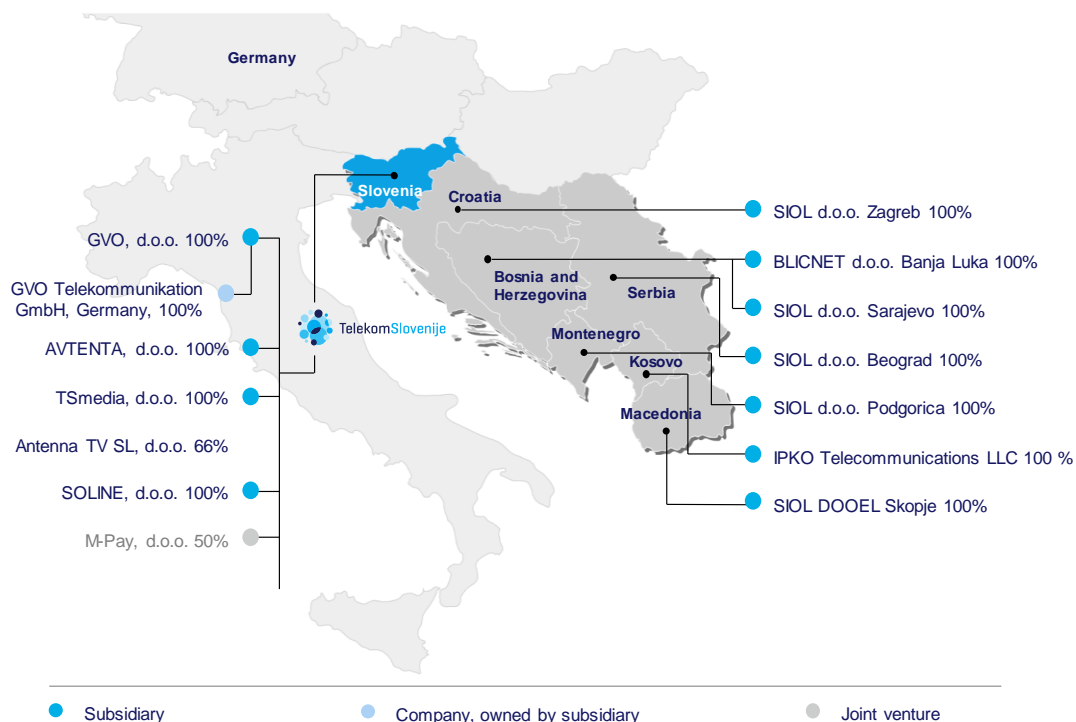 Germany
Slovenia
Croatia
Bosnia and
Herzegovina
Serbia
Montenegro
Kosovo
Macedonia
GVO, d.o.o. 100%
GVO Telekommunikation
GmbH, Germany, 100%
AVTENTA, d.o.o. 100%
TSmedia, d.o.o. 100%
Antenna TV SL, d.o.o. 66%
SOLINE, d.o.o. 100%
M-Pay, d.o.o. 50%
TelekomSlovenije
SIOL d.o.o. Zagreb 100%
BLICNET d.o.o. Banja Luka 100%
SIOL d.o.o. Sarajevo 100%
SIOL d.o.o. Beograd 100%
SIOL d.o.o. Podgorica 100%
IPKO Telecommunications LLC 100 %
SIOL DOOEL Skopje 100%
Subsidiary
Company, owned by subsidiary
Joint venture